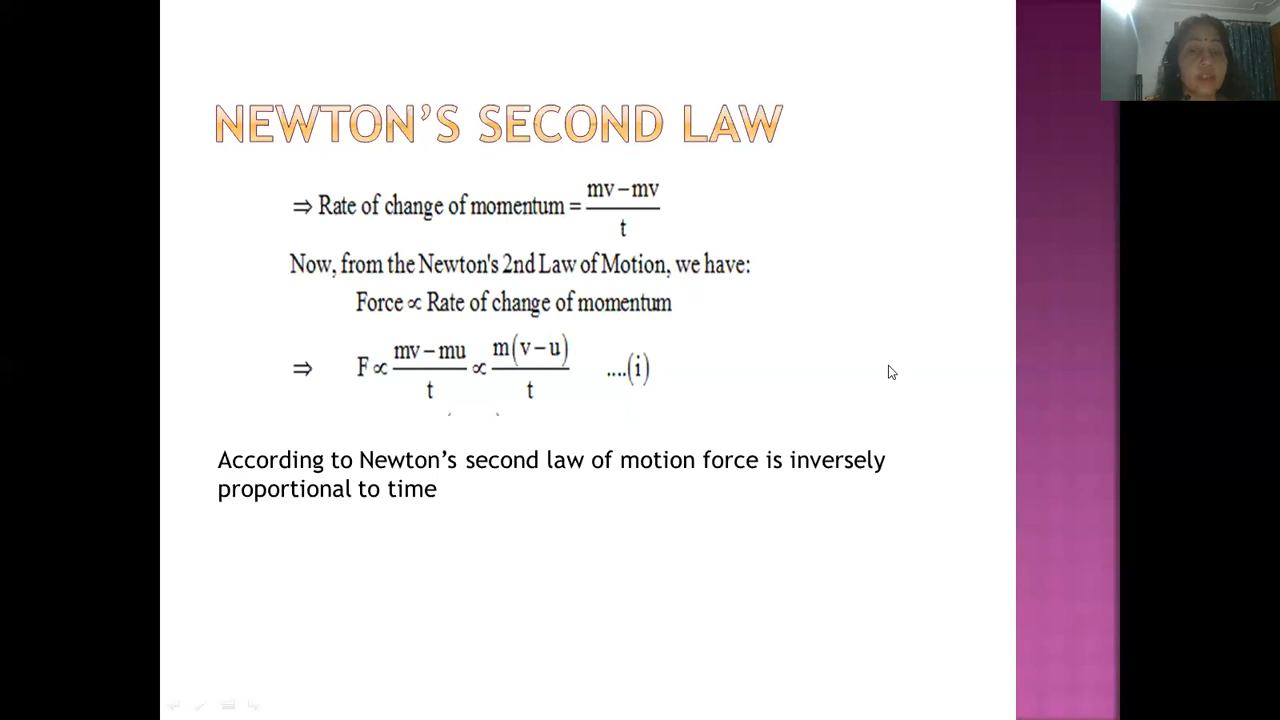 NEWTON'S SECOND LAW
⇒ Rate of change of momentum = (mv − mv)/t
Now, from the Newton's 2nd Law of Motion, we have:
Force ∝ Rate of change of momentum
⇒ F ∝ (mv − mu)/t ∝ m(v − u)/t ....(i)
According to Newton's second law of motion force is inversely
proportional to time